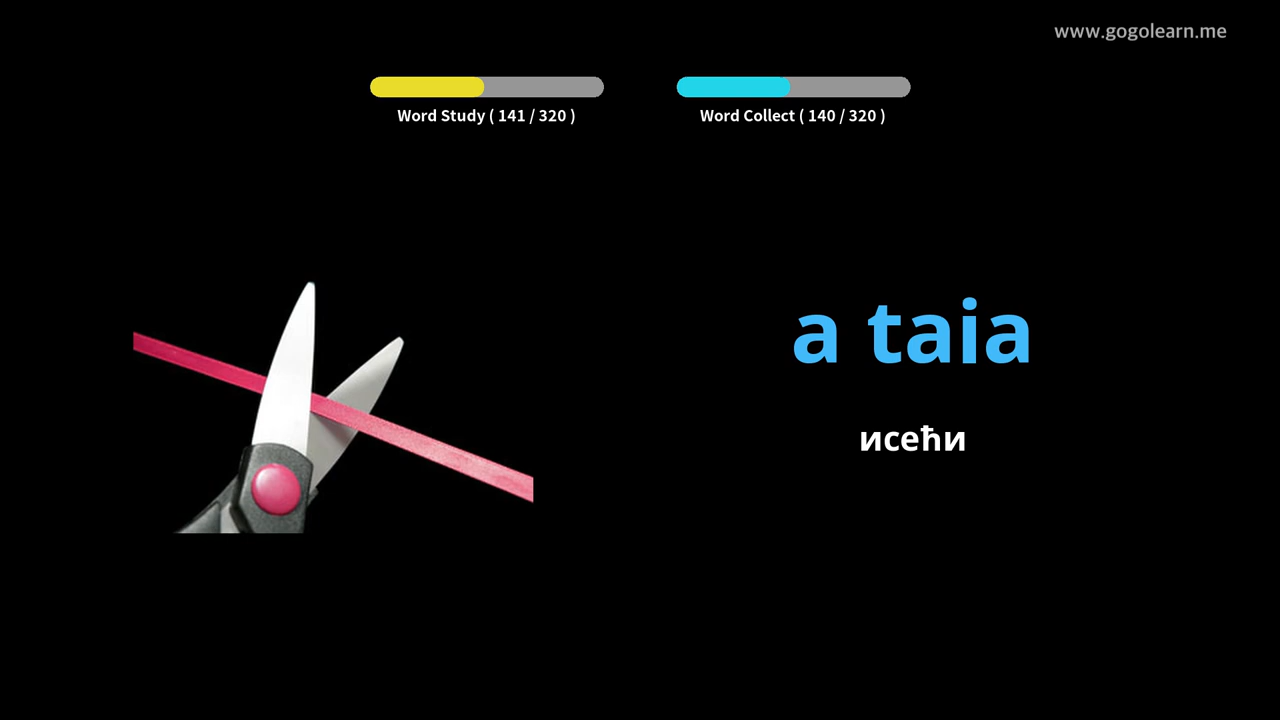 www.gogolearn.me
Word Study ( 141 / 320 )
Word Collect ( 140 / 320 )
a taia
исећи